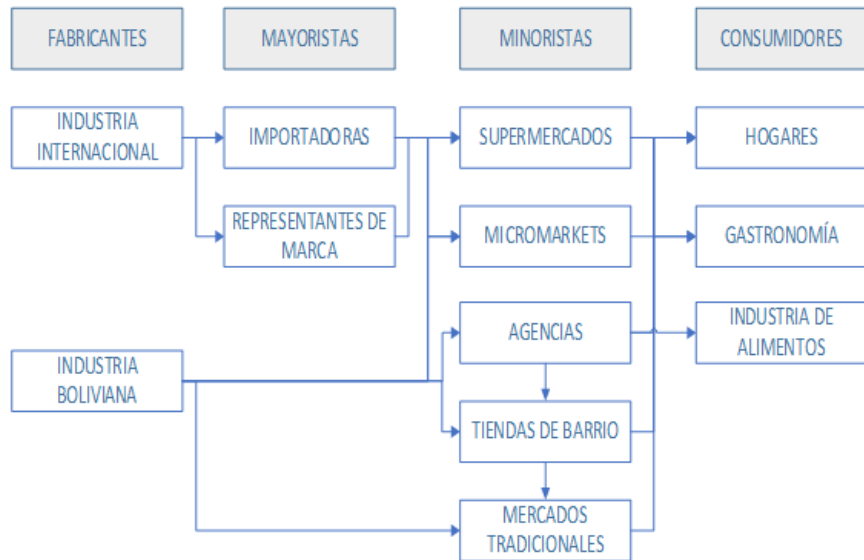 FABRICANTES
MAYORISTAS
MINORISTAS
CONSUMIDORES
INDUSTRIA
INTERNACIONAL
IMPORTADORAS
SUPERMERCADOS
HOGARES
REPRESENTANTES DE
MARCA
MICROMARKETS
GASTRONOMÍA
AGENCIAS
INDUSTRIA DE
ALIMENTOS
INDUSTRIA
BOLIVIANA
TIENDAS DE BARRIO
MERCADOS
TRADICIONALES